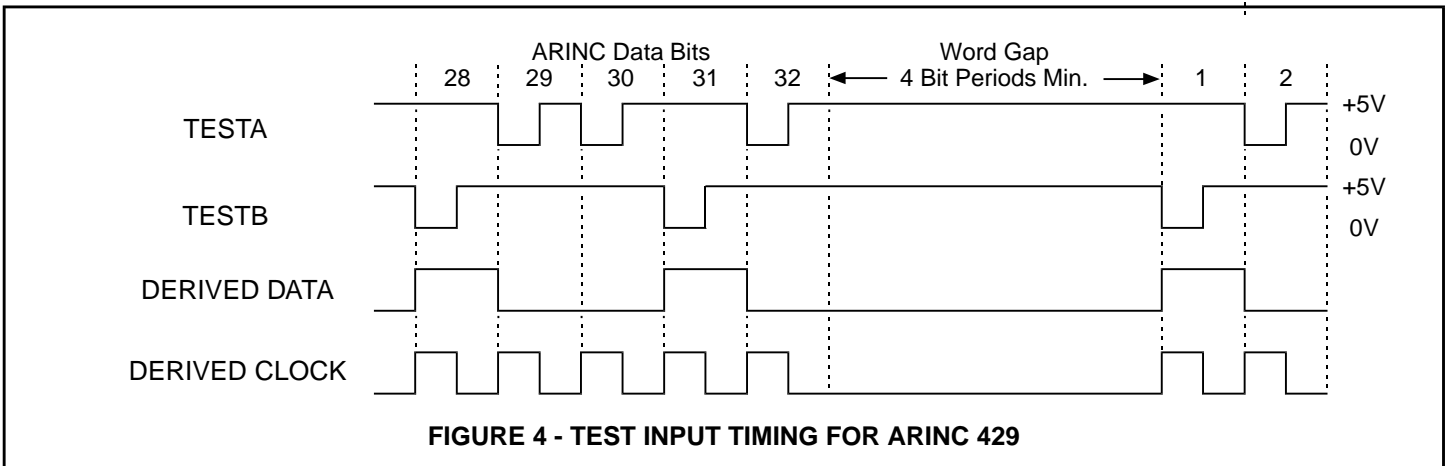 ARINC Data Bits
Word Gap
28 29 30 31 32 4 Bit Periods Min. 1 2
TESTA
+5V
0V
TESTB
+5V
0V
DERIVED DATA
DERIVED CLOCK
FIGURE 4 - TEST INPUT TIMING FOR ARINC 429